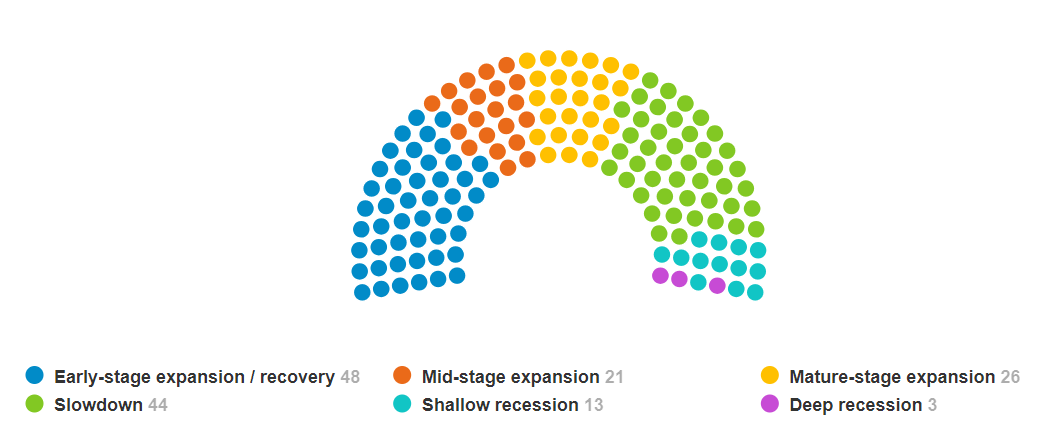 Early-stage expansion / recovery 48
Mid-stage expansion 21
Mature-stage expansion 26
Slowdown 44
Shallow recession 13
Deep recession 3